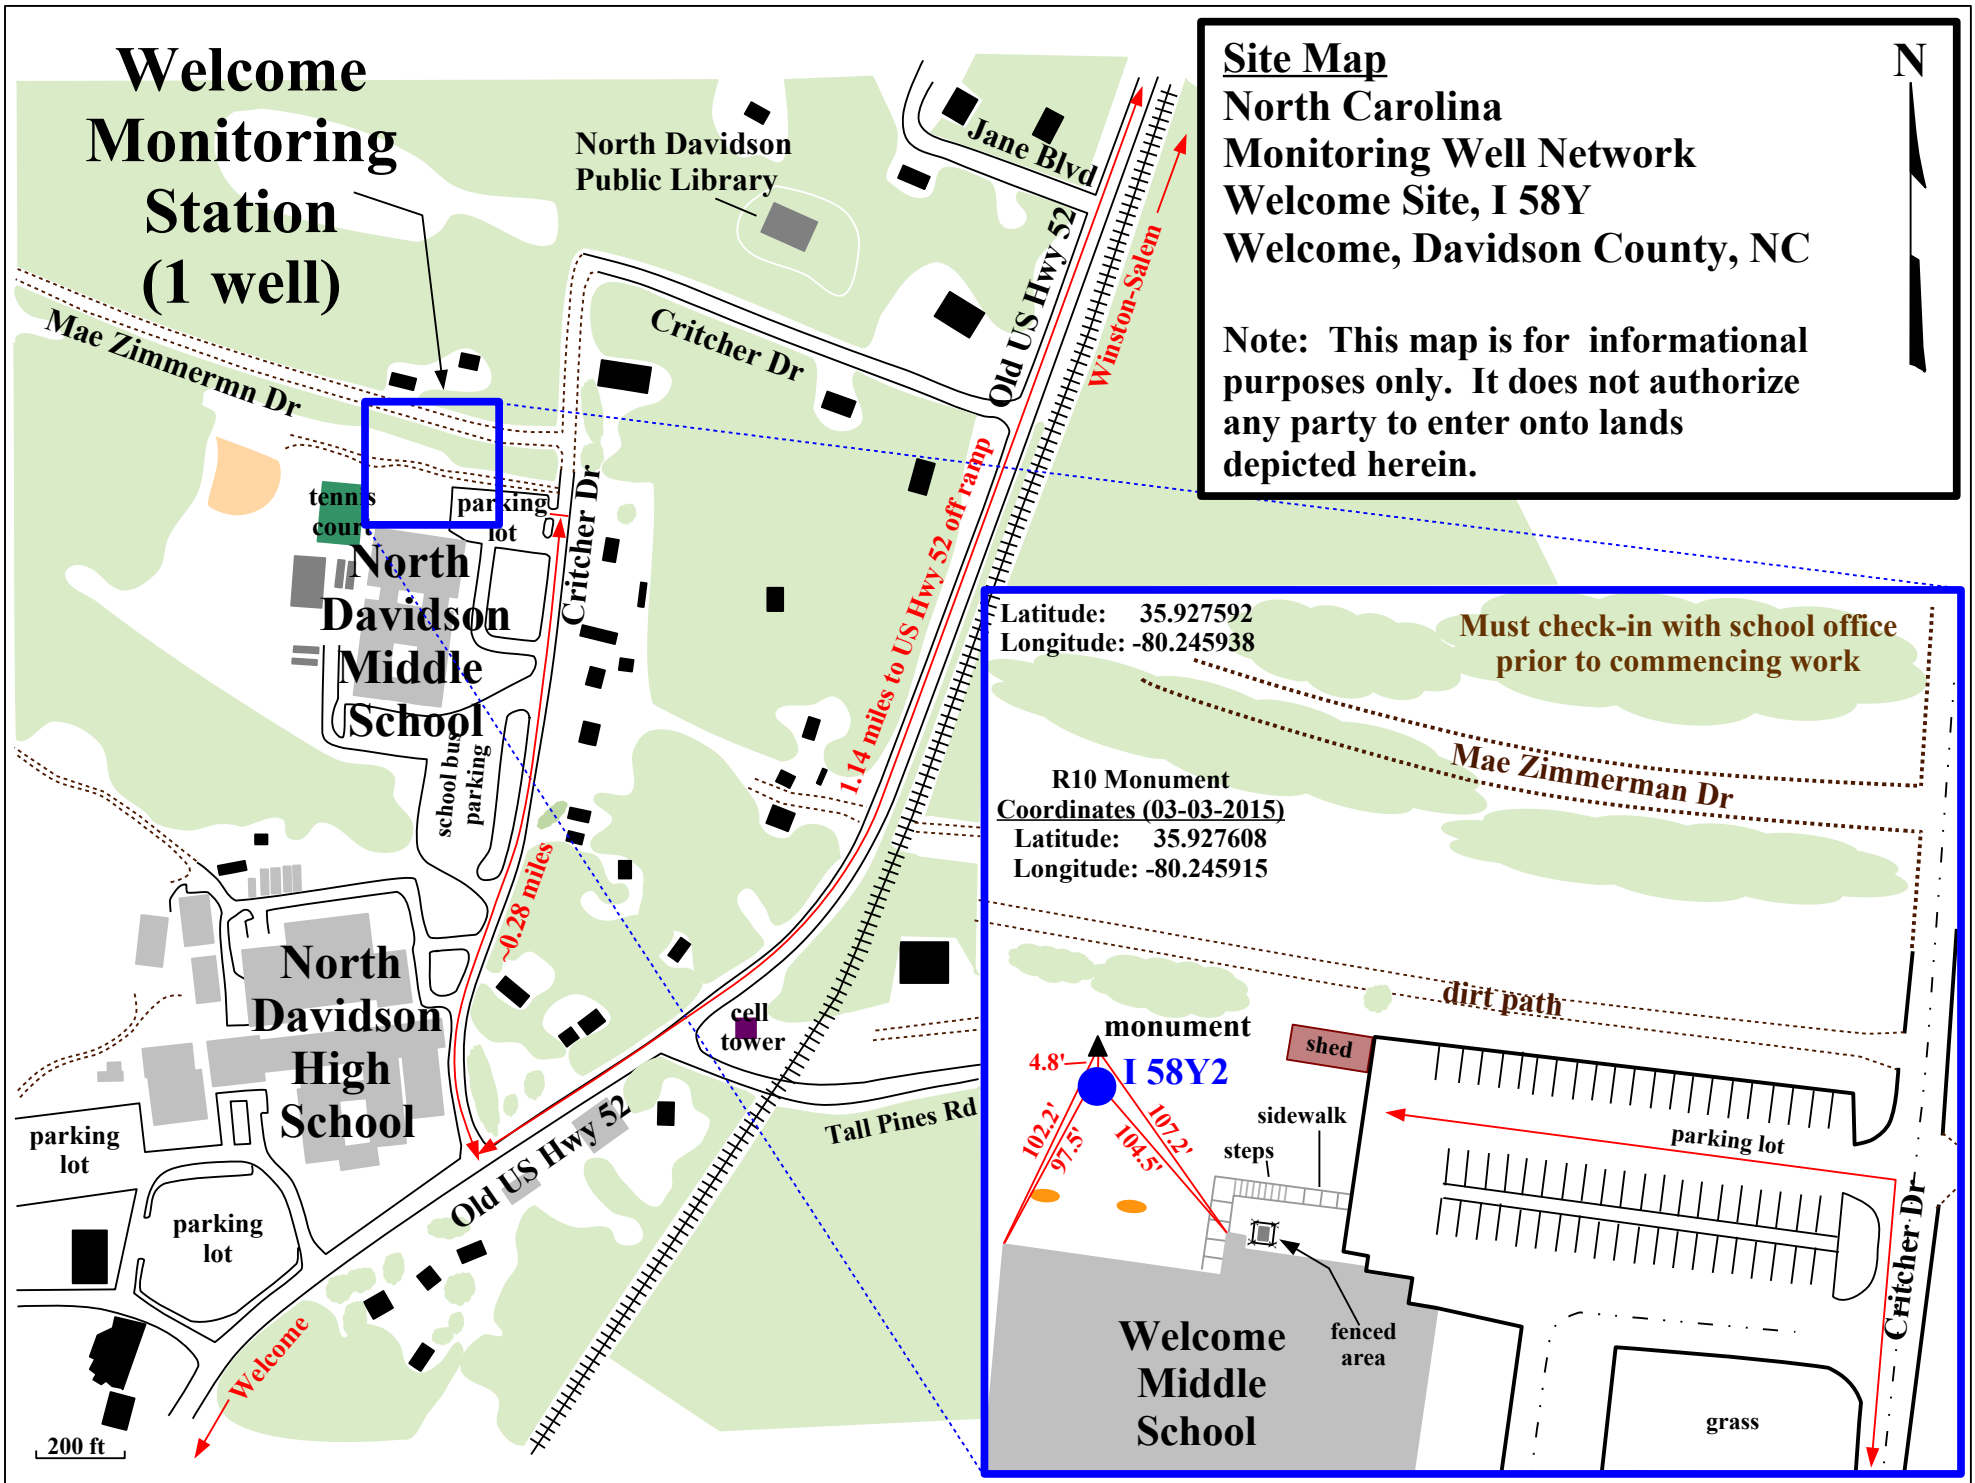 Welcome
Monitoring
Station
(1 well)
North Davidson
Public Library
Jane Blvd
Old US Hwy 52
Winston-Salem
Critcher Dr
Mae Zimmermn Dr
Site Map
North Carolina
Monitoring Well Network
Welcome Site, I 58Y
Welcome, Davidson County, NC
Note: This map is for informational
purposes only. It does not authorize
any party to enter onto lands
depicted herein.
N
tennis
court
parking
lot
Critcher Dr
1.14 miles to US Hwy 52 off ramp
North
Davidson
Middle
School
school bus
parking
~0.28 miles
North
Davidson
High
School
cell
tower
Tall Pines Rd
Old US Hwy 52
parking
lot
parking
lot
Welcome
200 ft
Latitude: 35.927592
Longitude: -80.245938
Must check-in with school office
prior to commencing work
Mae Zimmerman Dr
R10 Monument
Coordinates (03-03-2015)
Latitude: 35.927608
Longitude: -80.245915
dirt path
monument
4.8'
I 58Y2
shed
102.2'
97.5'
107.2'
104.5'
sidewalk
steps
parking lot
Critcher Dr
fenced
area
Welcome
Middle
School
grass